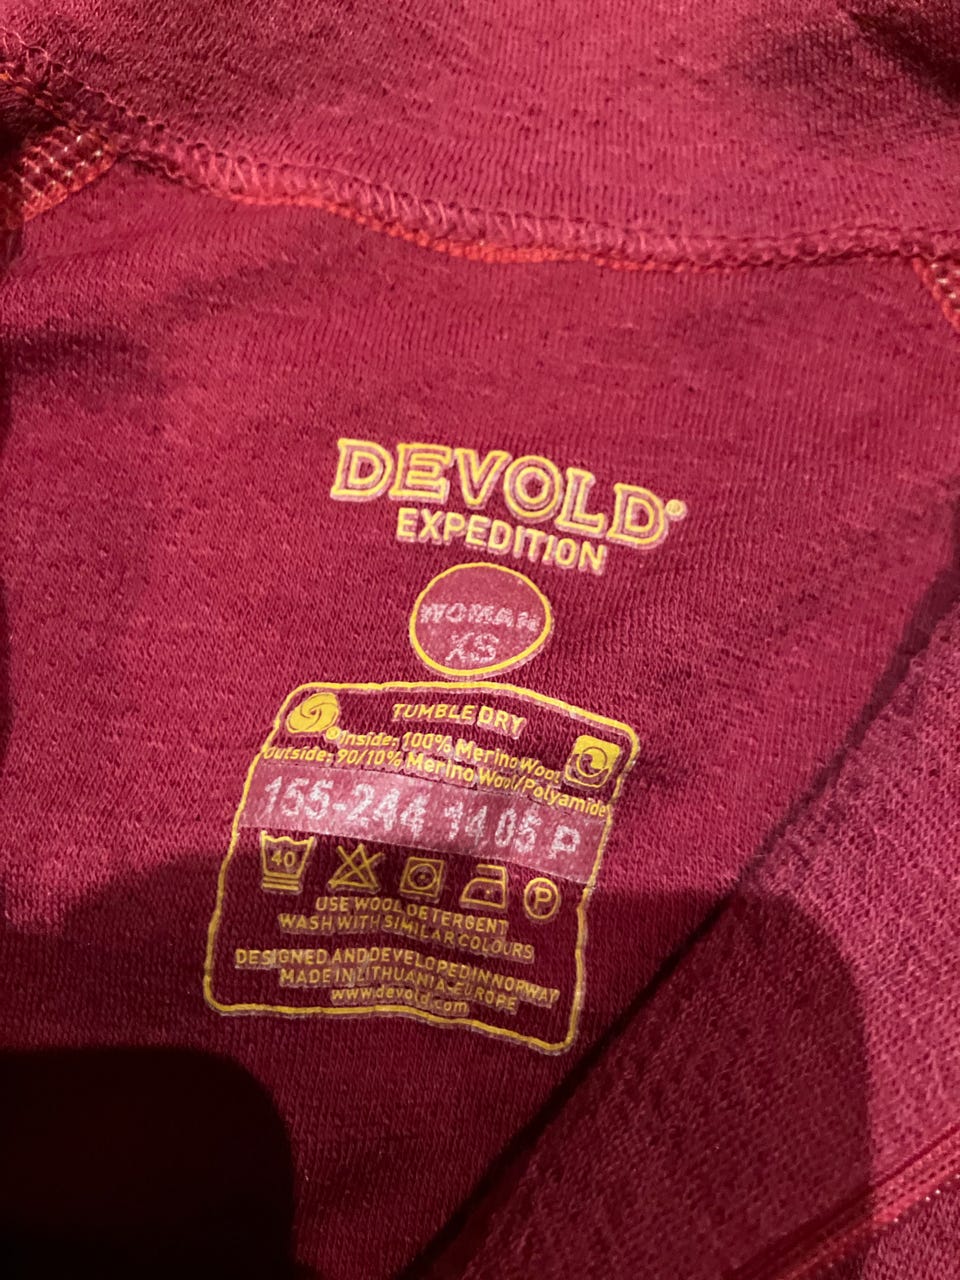 DEVOLD®
EXPEDITION
WOMAN
XS
TUMBLE DRY
®Inside: 100% Merino Wool
Outside: 90/10% Merino Wool/Polyamide
155-244 1405 P
40 P
USE WOOL DETERGENT
WASH WITH SIMILAR COLOURS
DESIGNED AND DEVELOPED IN NORWAY
MADE IN LITHUANIA-EUROPE
www.devold.com